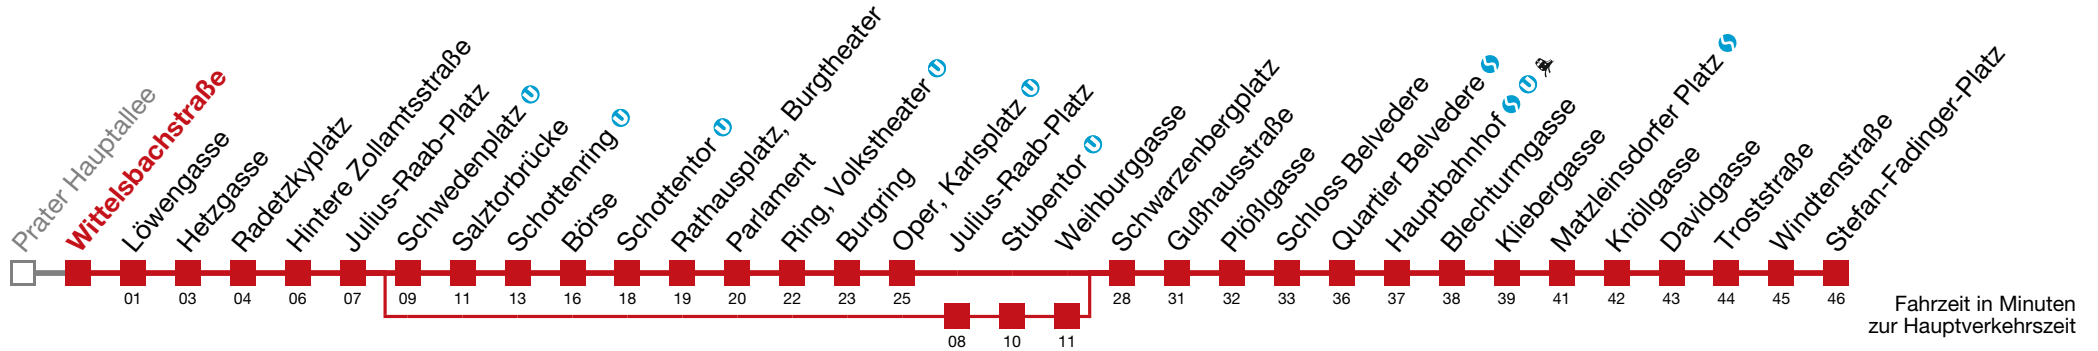 Prater Hauptallee
Wittelsbachstraße
Löwengasse
Hetzgasse
Radetzkyplatz
Hintere Zollamtsstraße
Julius-Raab-Platz
Schwedenplatz U
Salztorbrücke
Schottenring U
Börse
Schottentor U
Rathausplatz, Burgtheater
Parlament
Ring, Volkstheater U
Burgring
Oper, Karlsplatz U
Julius-Raab-Platz
Stubentor U
Weihburggasse
Schwarzenbergplatz
Gußhausstraße
Plößlgasse
Schloss Belvedere
Quartier Belvedere S
Hauptbahnhof S U
Blechturmgasse
Kliebergasse
Matzleinsdorfer Platz S
Knöllgasse
Davidgasse
Troststraße
Windtenstraße
Stefan-Fadinger-Platz
01 03 04 06 07 09 11 13 16 18 19 20 22 23 25 28 31 32 33 36 37 38 39 41 42 43 44 45 46
08 10 11
Fahrzeit in Minuten
zur Hauptverkehrszeit